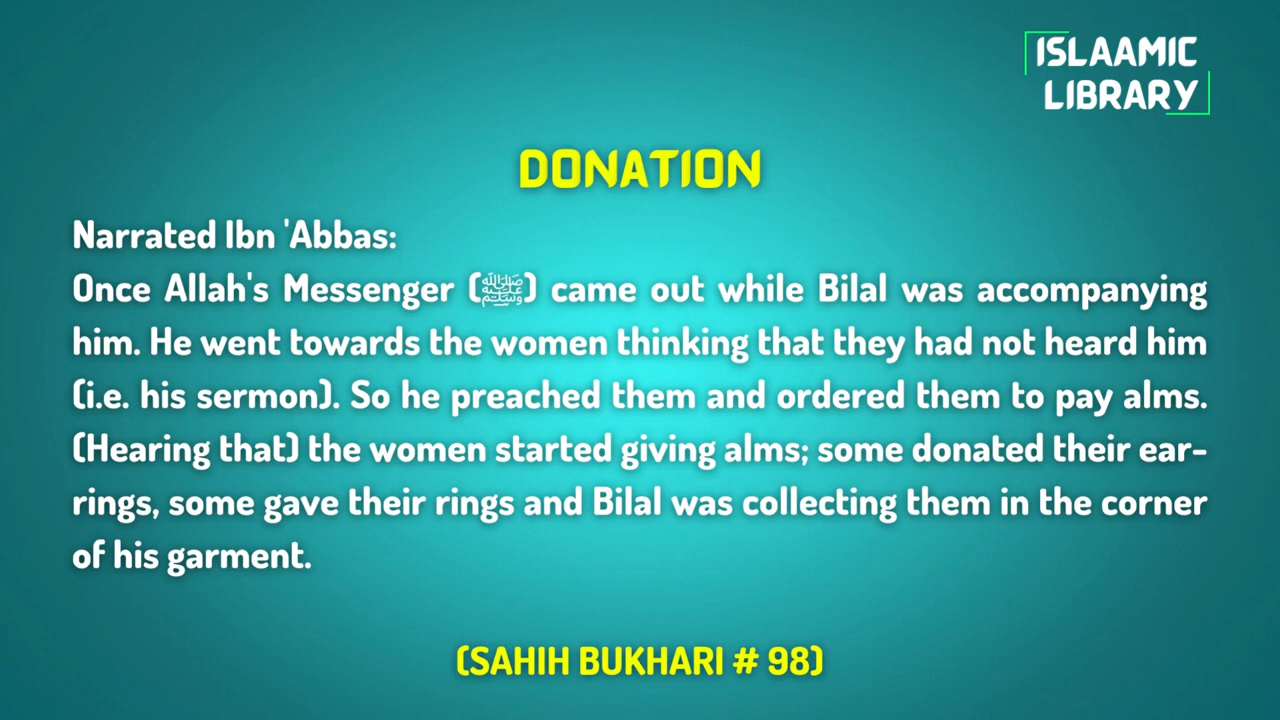 ISLAAMIC
LIBRARY
DONATION
Narrated Ibn 'Abbas:
Once Allah's Messenger (ﷺ) came out while Bilal was accompanying
him. He went towards the women thinking that they had not heard him
(i.e. his sermon). So he preached them and ordered them to pay alms.
(Hearing that) the women started giving alms; some donated their ear-
rings, some gave their rings and Bilal was collecting them in the corner
of his garment.
(SAHIH BUKHARI # 98)